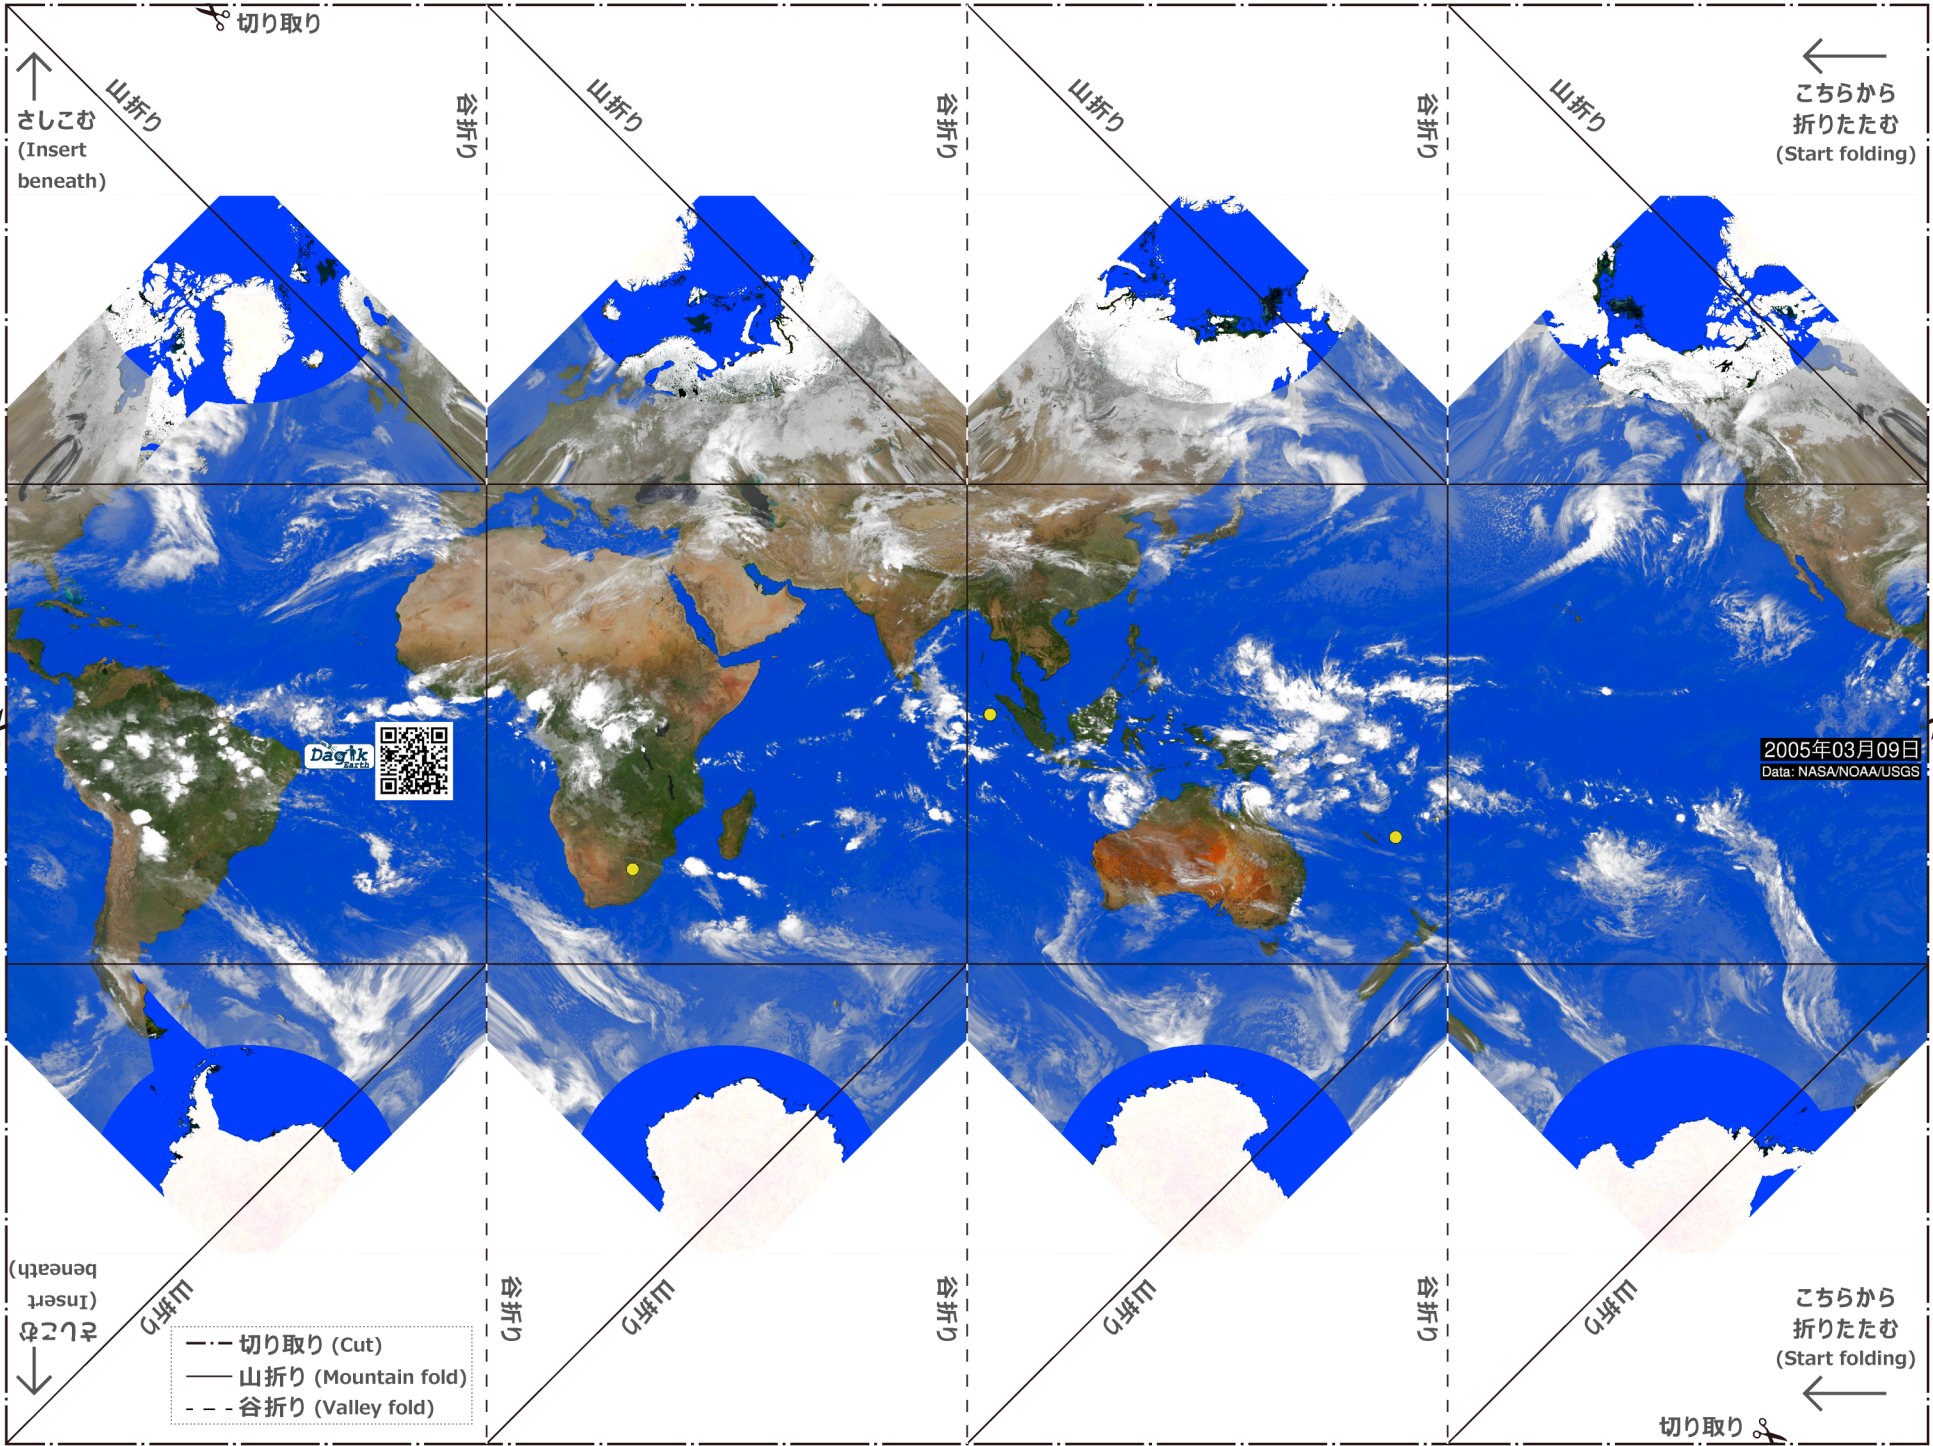 切り取り
山折り
谷折り
山折り
谷折り
山折り
谷折り
山折り
さしこむ
(Insert
beneath)
こちらから
折りたたむ
(Start folding)
Dagik
Earth
2005年03月09日
Data: NASA/NOAA/USGS
さしこむ
(Insert
beneath)
山折り
谷折り
山折り
谷折り
山折り
谷折り
山折り
切り取り (Cut)
山折り (Mountain fold)
谷折り (Valley fold)
こちらから
折りたたむ
(Start folding)
切り取り